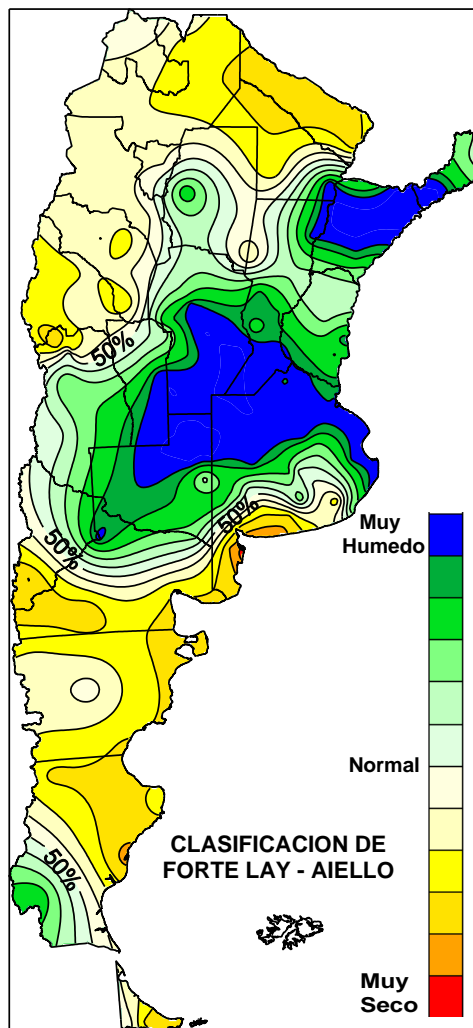 50%
50%
50%
Muy
Humedo
Normal
CLASIFICACION DE
FORTE LAY - AIELLO
50%
Muy
Seco